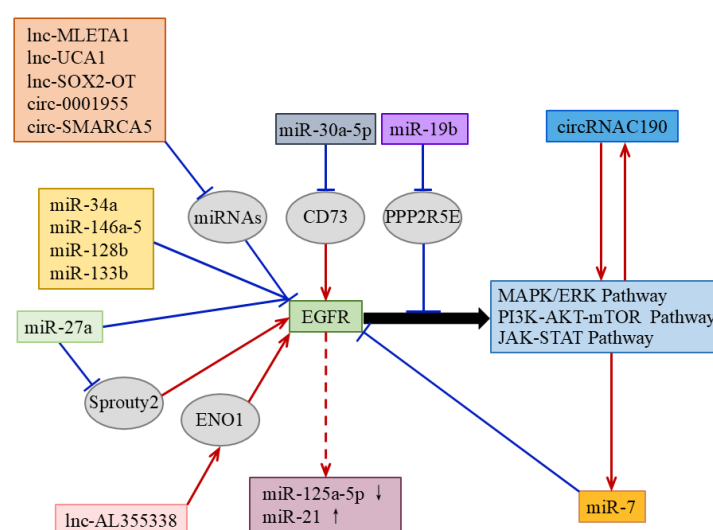 lnc-MLETA1
lnc-UCA1
lnc-SOX2-OT
circ-0001955
circ-SMARCA5
miR-30a-5p
miR-19b
circRNAC190
miR-34a
miR-146a-5
miR-128b
miR-133b
miRNAs
CD73
PPP2R5E
miR-27a
EGFR
MAPK/ERK Pathway
PI3K-AKT-mTOR Pathway
JAK-STAT Pathway
Sprouty2
ENO1
lnc-AL355338
miR-125a-5p ↓
miR-21 ↑
miR-7